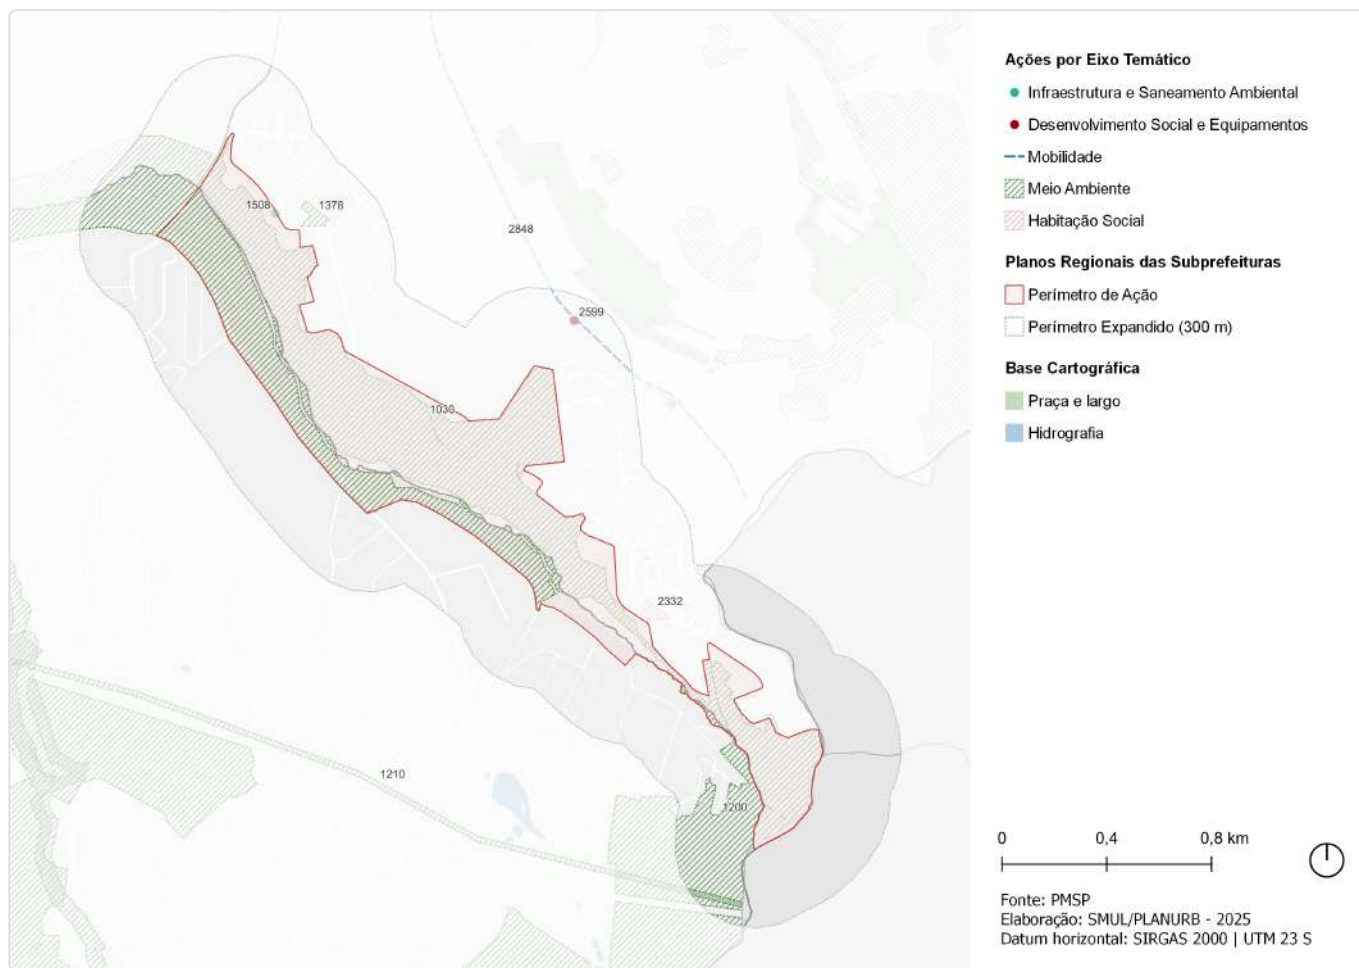 1508
1378
2848
2599
1030
2332
1210
1200
Ações por Eixo Temático
Infraestrutura e Saneamento Ambiental
Desenvolvimento Social e Equipamentos
Mobilidade
Meio Ambiente
Habitação Social
Planos Regionais das Subprefeituras
Perímetro de Ação
Perímetro Expandido (300 m)
Base Cartográfica
Praça e largo
Hidrografia
0 0,4 0,8 km
Fonte: PMSP
Elaboração: SMUL/PLANURB - 2025
Datum horizontal: SIRGAS 2000 | UTM 23 S